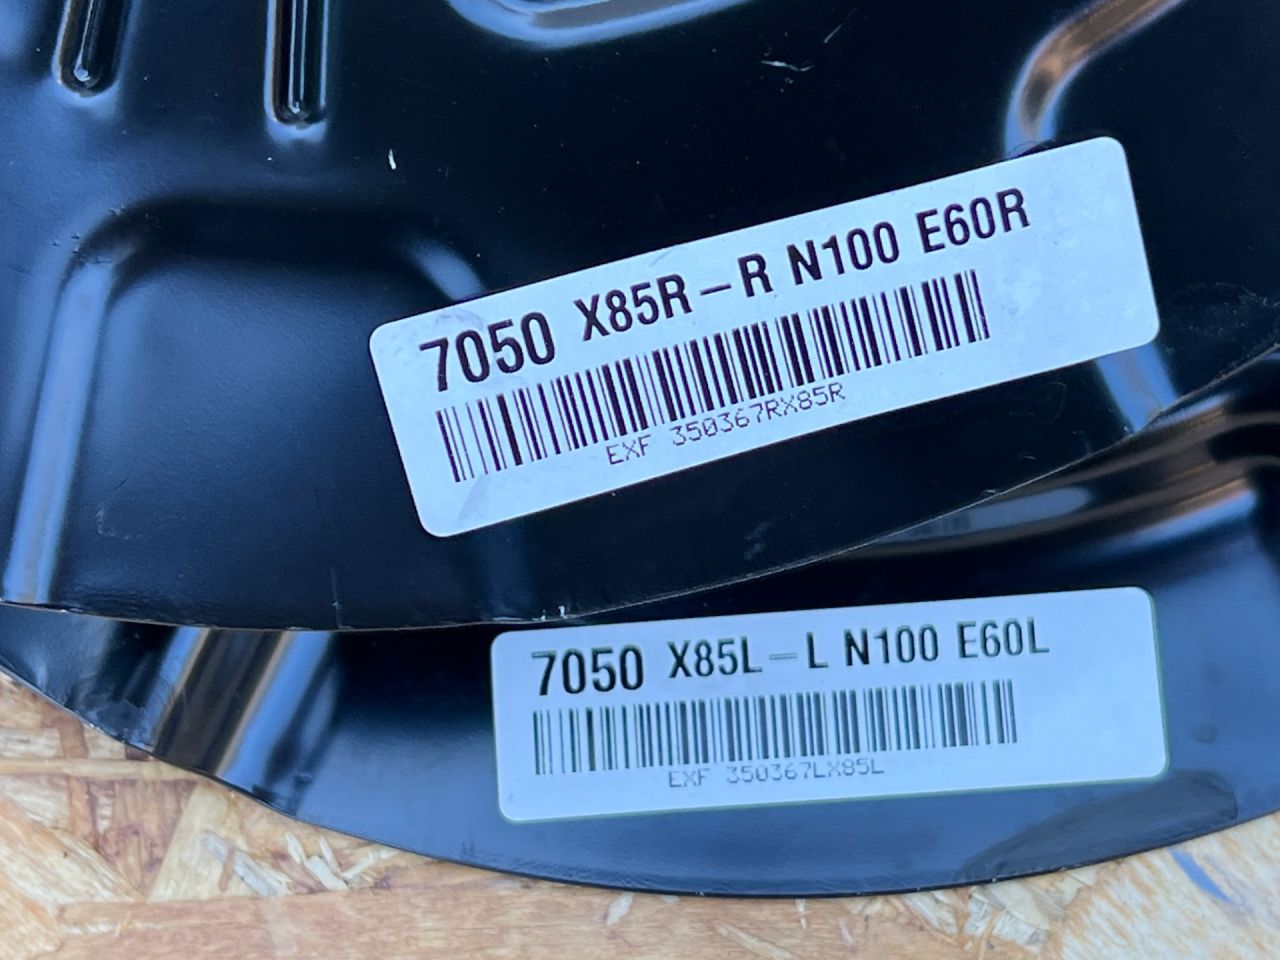 7050 X85R-R N100 E60R
EXF 350367RX85R
7050 X85L-L N100 E60L
EXF 350367LX85L